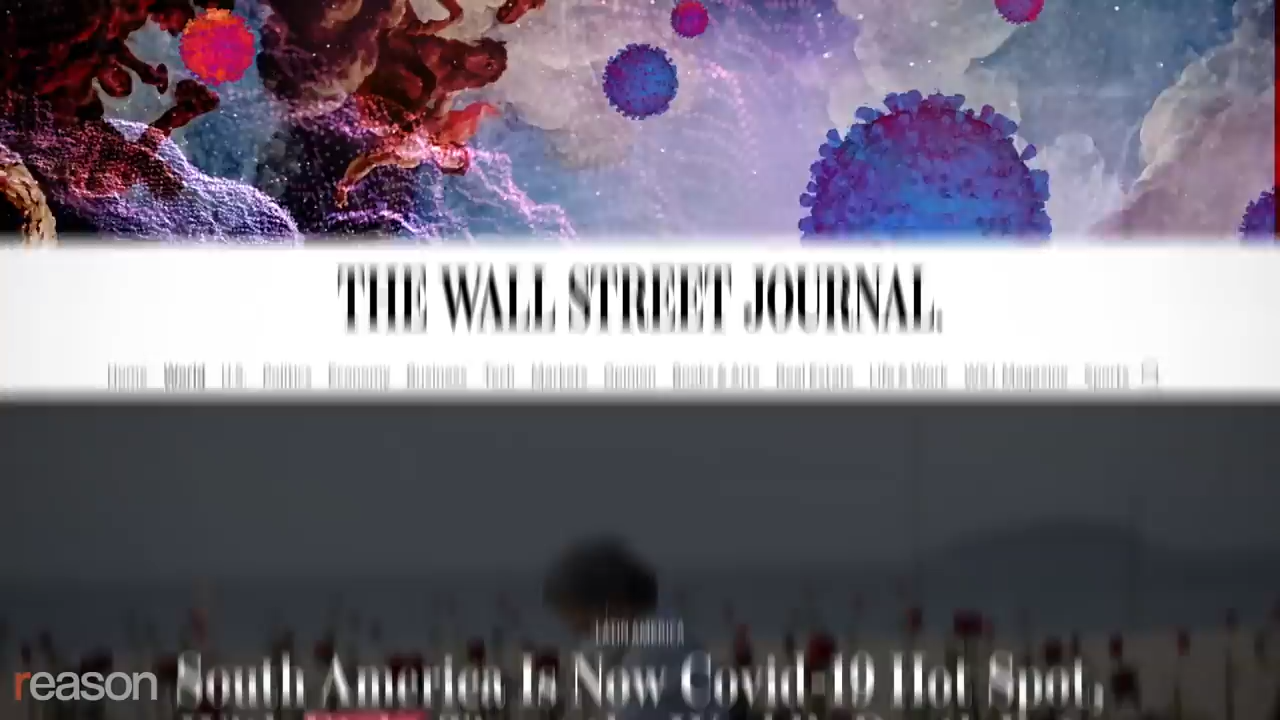 THE WALL STREET JOURNAL.
Home World U.S. Politics Economy Business Tech Markets Opinion Books & Arts Real Estate Life & Work WSJ. Magazine Sports
LATIN AMERICA
South America Is Now Covid-19 Hot Spot,
reason